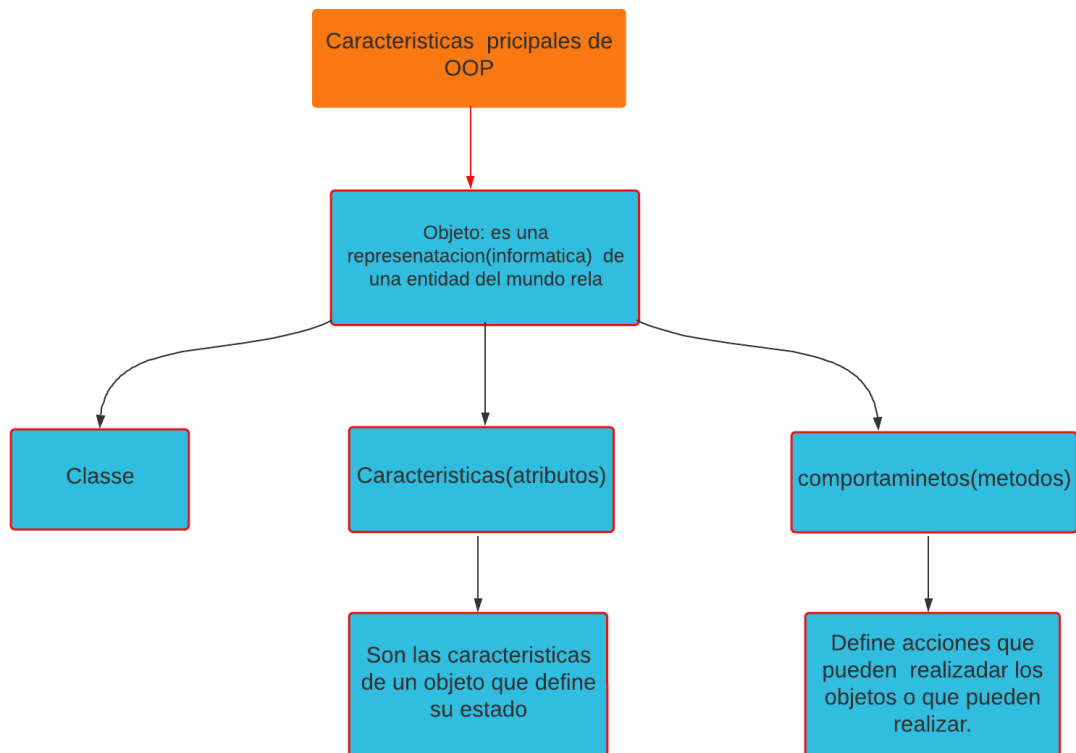 Caracteristicas pricipales de
OOP
Objeto: es una
represenatacion(informatica) de
una entidad del mundo rela
Classe
Caracteristicas(atributos)
comportaminetos(metodos)
Son las caracteristicas
de un objeto que define
su estado
Define acciones que
pueden realizadar los
objetos o que pueden
realizar.